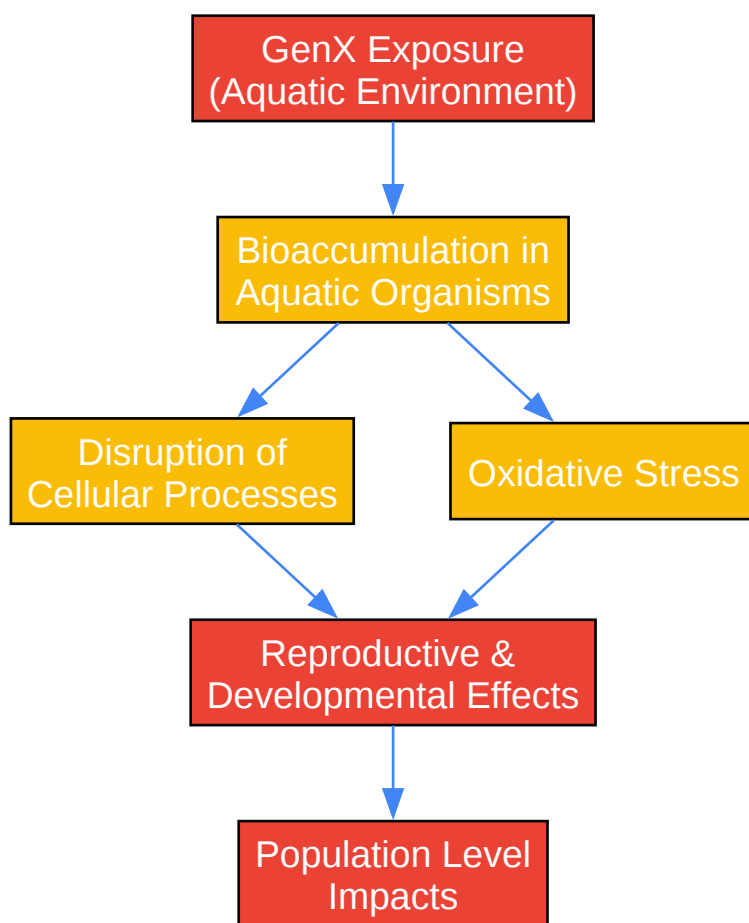 GenX Exposure
(Aquatic Environment)
Bioaccumulation in
Aquatic Organisms
Disruption of
Cellular Processes
Oxidative Stress
Reproductive &
Developmental Effects
Population Level
Impacts